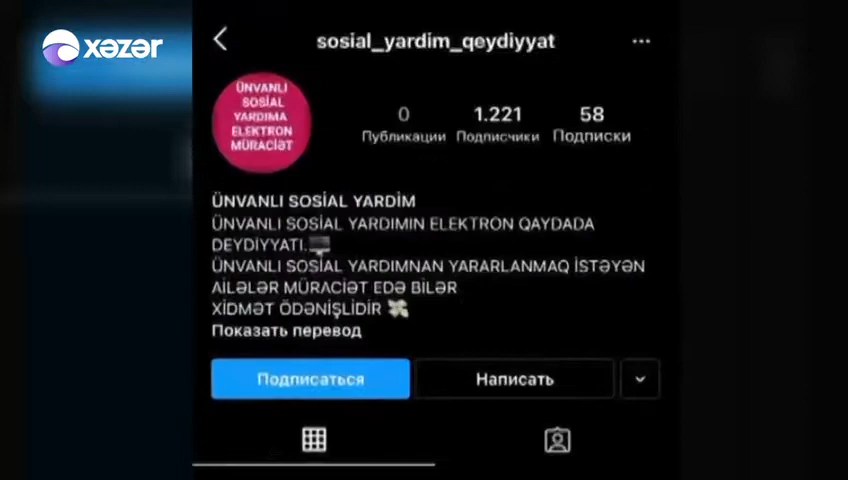 xəzər
sosial_yardim_qeydiyyat
ÜNVANLI
SOSİAL
YARDIMA
ELEKTRON
MÜRACİƏT
0
1.221
58
Публикации
Подписчики
Подписки
ÜNVANLI SOSİAL YARDİM
ÜNVANLI SOSİAL YARDIMIN ELEKTRON QAYDADA
DEYDİYYATI.
ÜNVANLI SOSİAL YARDIMNAN YARARLANMAQ İSTƏYƏN
AİLƏLƏR MÜRACİƏT EDƏ BİLƏR
XİDMƏT ÖDƏNİŞLİDİR
Показать перевод
Подписаться
Написать